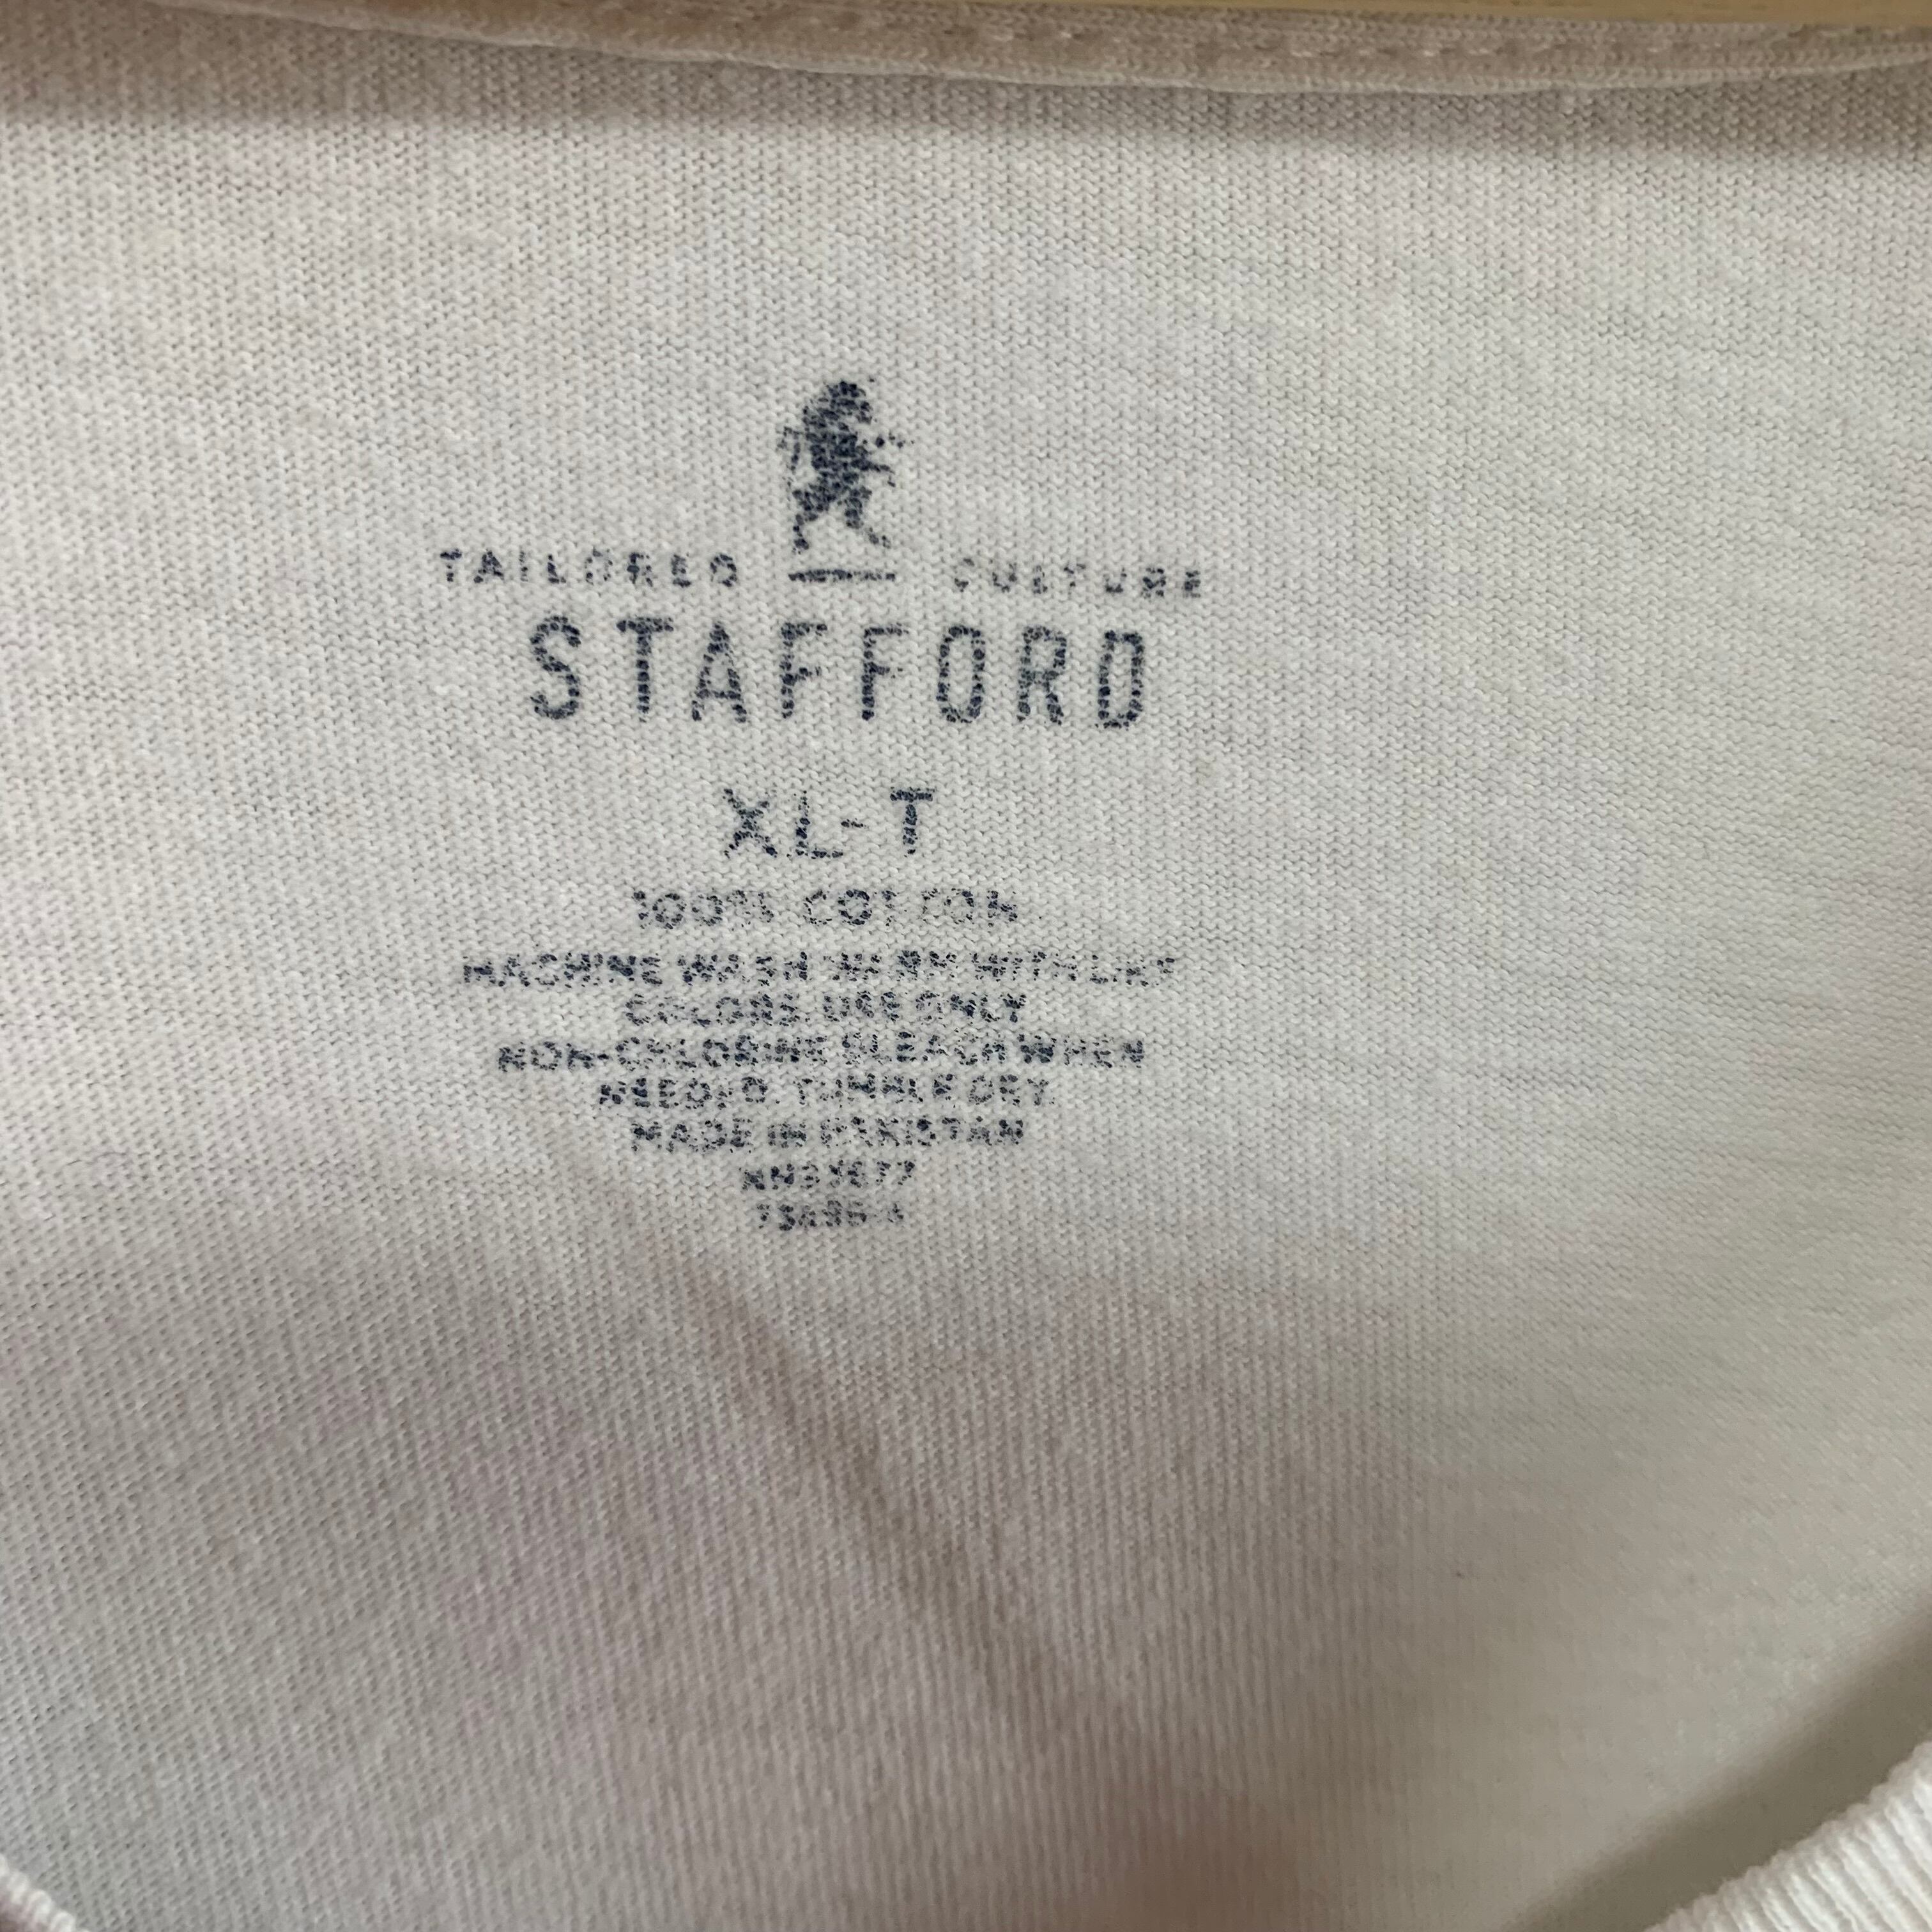 TAILORED CULTURE
STAFFORD
XL-T
100% COTTON
MACHINE WASH WARM WITH LIKE
COLORS. USE ONLY
NON-CHLORINE BLEACH WHEN
NEEDED. TUMBLE DRY.
MADE IN PAKISTAN